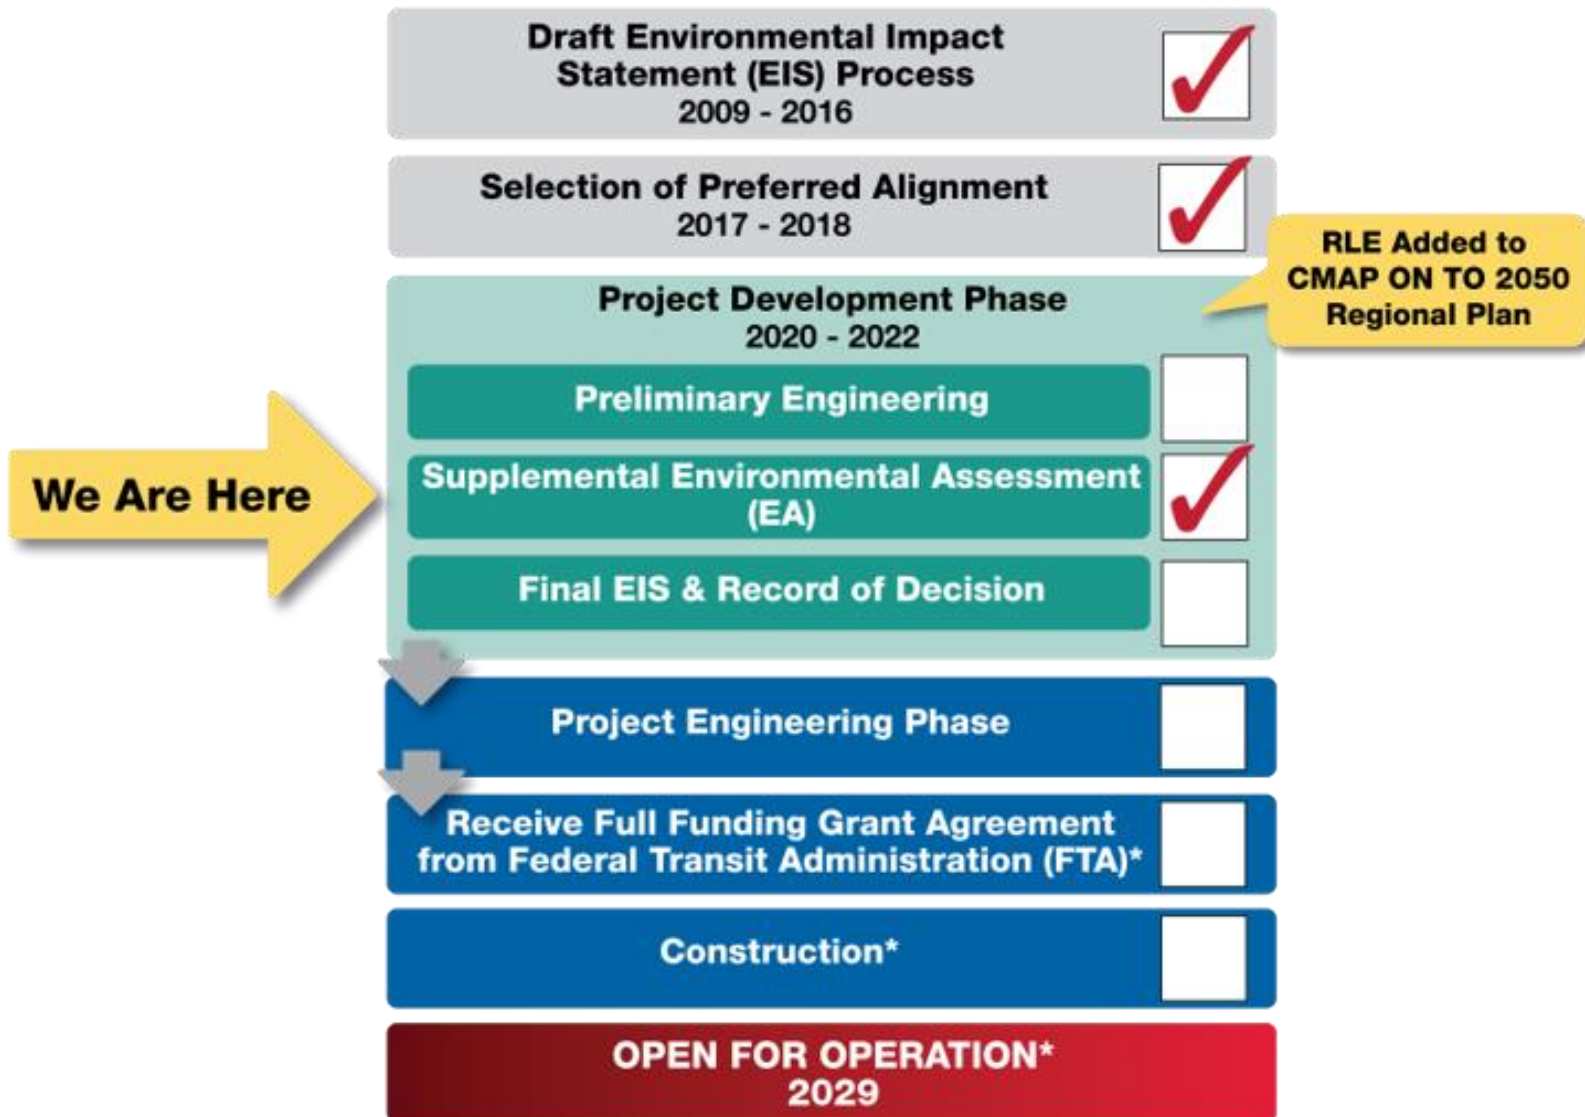 Draft Environmental Impact
Statement (EIS) Process
2009 - 2016
Selection of Preferred Alignment
2017 - 2018
RLE Added to
CMAP ON TO 2050
Regional Plan
Project Development Phase
2020 - 2022
Preliminary Engineering
We Are Here
Supplemental Environmental Assessment
(EA)
Final EIS & Record of Decision
Project Engineering Phase
Receive Full Funding Grant Agreement
from Federal Transit Administration (FTA)*
Construction*
OPEN FOR OPERATION*
2029